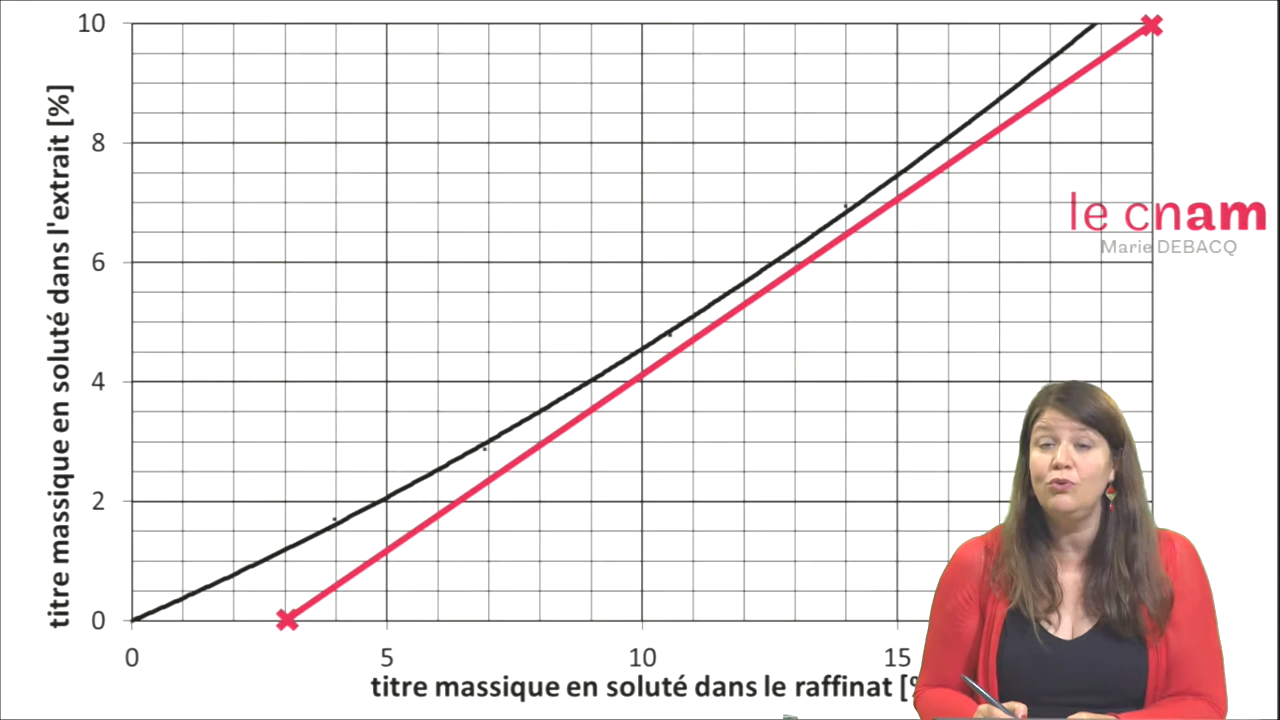 10
8
6
4
2
0
titre massique en soluté dans l'extrait [%]
0 5 10 15
titre massique en soluté dans le raffinat [%
le cnam
Marie DEBACQ